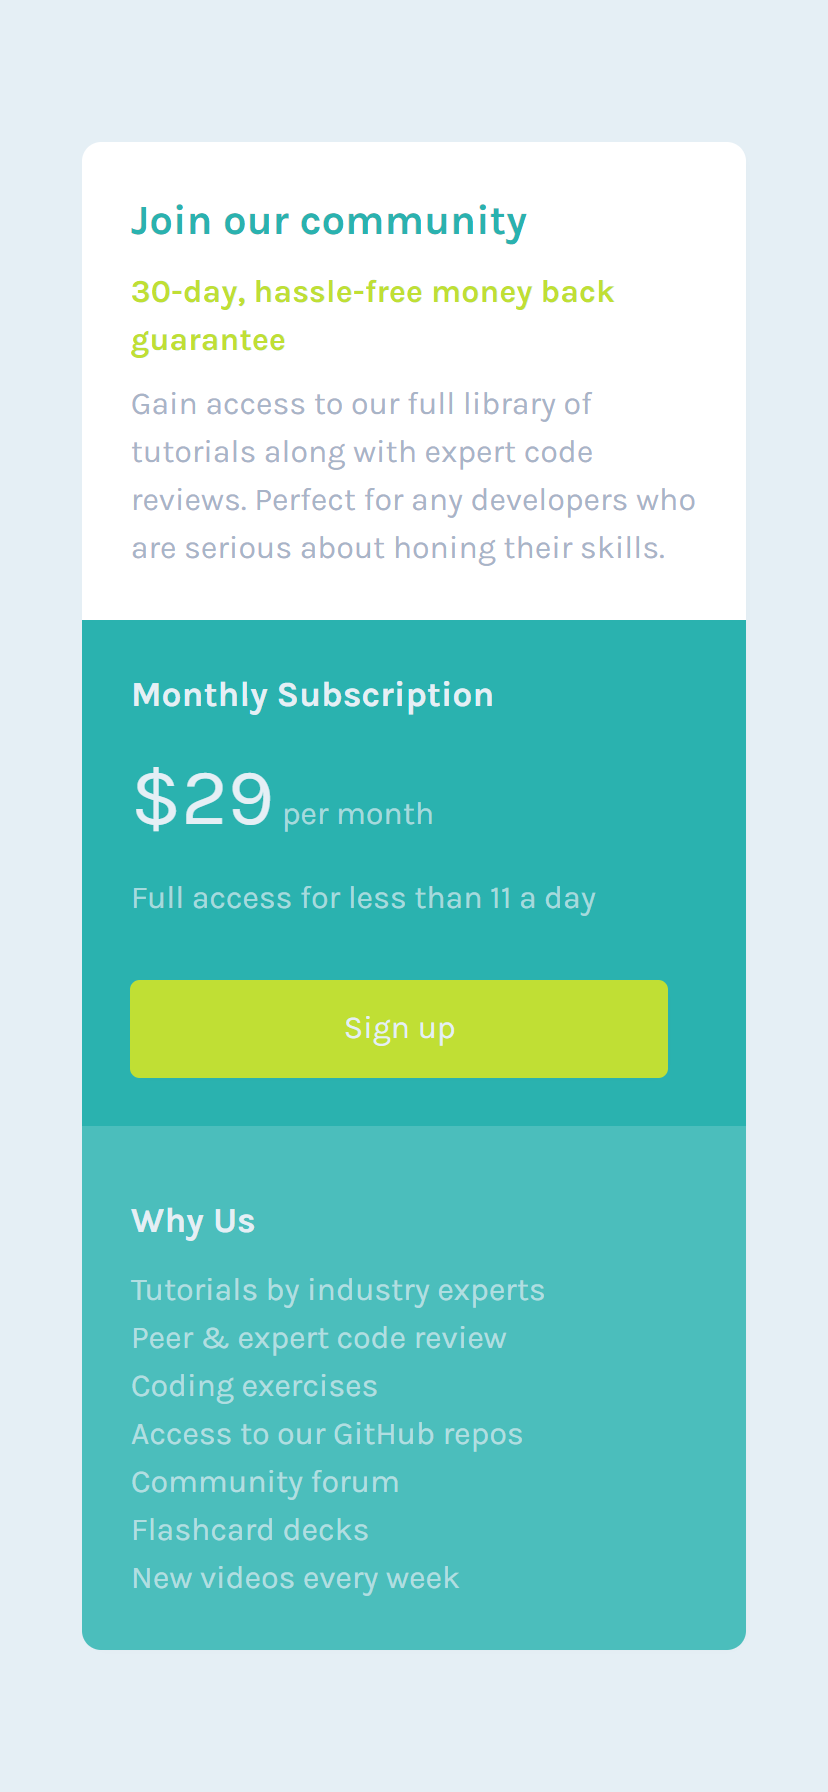 Join our community
30-day, hassle-free money back
guarantee
Gain access to our full library of
tutorials along with expert code
reviews. Perfect for any developers who
are serious about honing their skills.
Monthly Subscription
$29 per month
Full access for less than 11 a day
Sign up
Why Us
Tutorials by industry experts
Peer & expert code review
Coding exercises
Access to our GitHub repos
Community forum
Flashcard decks
New videos every week